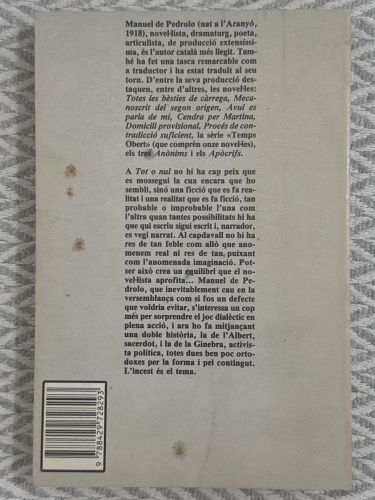 Manuel de Pedrolo (nat a l'Aranyó,
1918), novel·lista, dramaturg, poeta,
articulista, de producció extensíssi-
ma, és l'autor català més llegit. Tam-
bé ha fet una tasca remarcable com
a traductor i ha estat traduït al seu
torn. D'entre la seva producció des-
taquen, entre d'altres, les novel·les:
Totes les bèsties de càrrega, Meca-
noscrit del segon origen, Avui es
parla de mi, Cendra per Martina,
Domicili provisional, Procés de con-
tradicció suficient, la sèrie «Temps
Obert» (que comprèn onze novel·les),
els tres Anònims i els Apòcrifs.
A Tot o nul no hi ha cap peix que
es mossegui la cua encara que ho
sembli, sinó una ficció que es fa rea-
litat i una realitat que es fa ficció, tan
probable o improbable l'una com
l'altra quan tantes possibilitats hi ha
que qui escriu sigui escrit i, narrador,
es vegi narrat. Al capdavall no hi ha
res de tan feble com allò que ano-
menem real ni res de tan puixant
com l'anomenada imaginació. Pot-
ser això crea un equilibri que el no-
vel·lista aprofita... Manuel de Pe-
drolo, que inevitablement cau en la
versemblança com si fos un defecte
que voldria evitar, s'interessa un cop
més per sorprendre el joc dialèctic en
plena acció, i ara ho fa mitjançant
una doble història, la de l'Albert,
sacerdot, i la de la Ginebra, activis-
ta política, totes dues ben poc orto-
doxes per la forma i pel contingut.
L'incest és el tema.
9 788429 728293